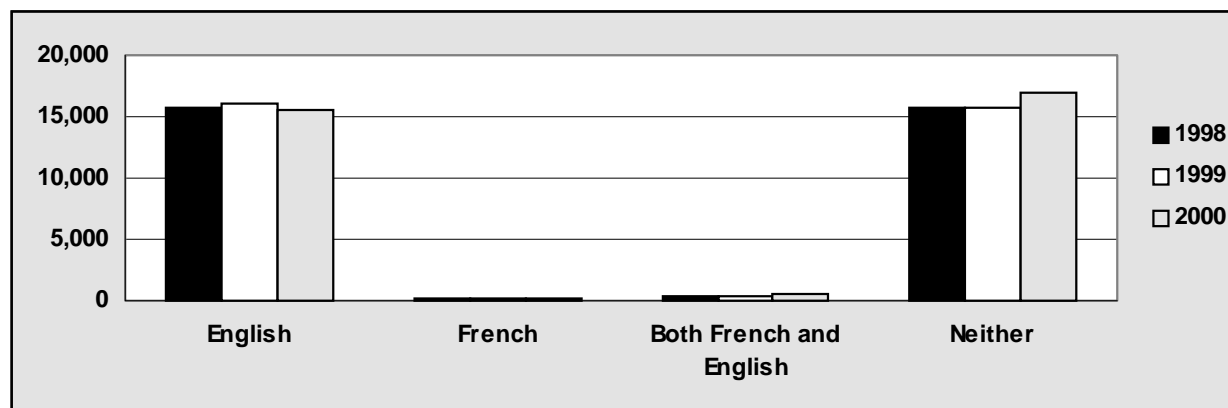 20,000
15,000
10,000
5,000
0
English
French
Both French and
English
Neither
1998
1999
2000